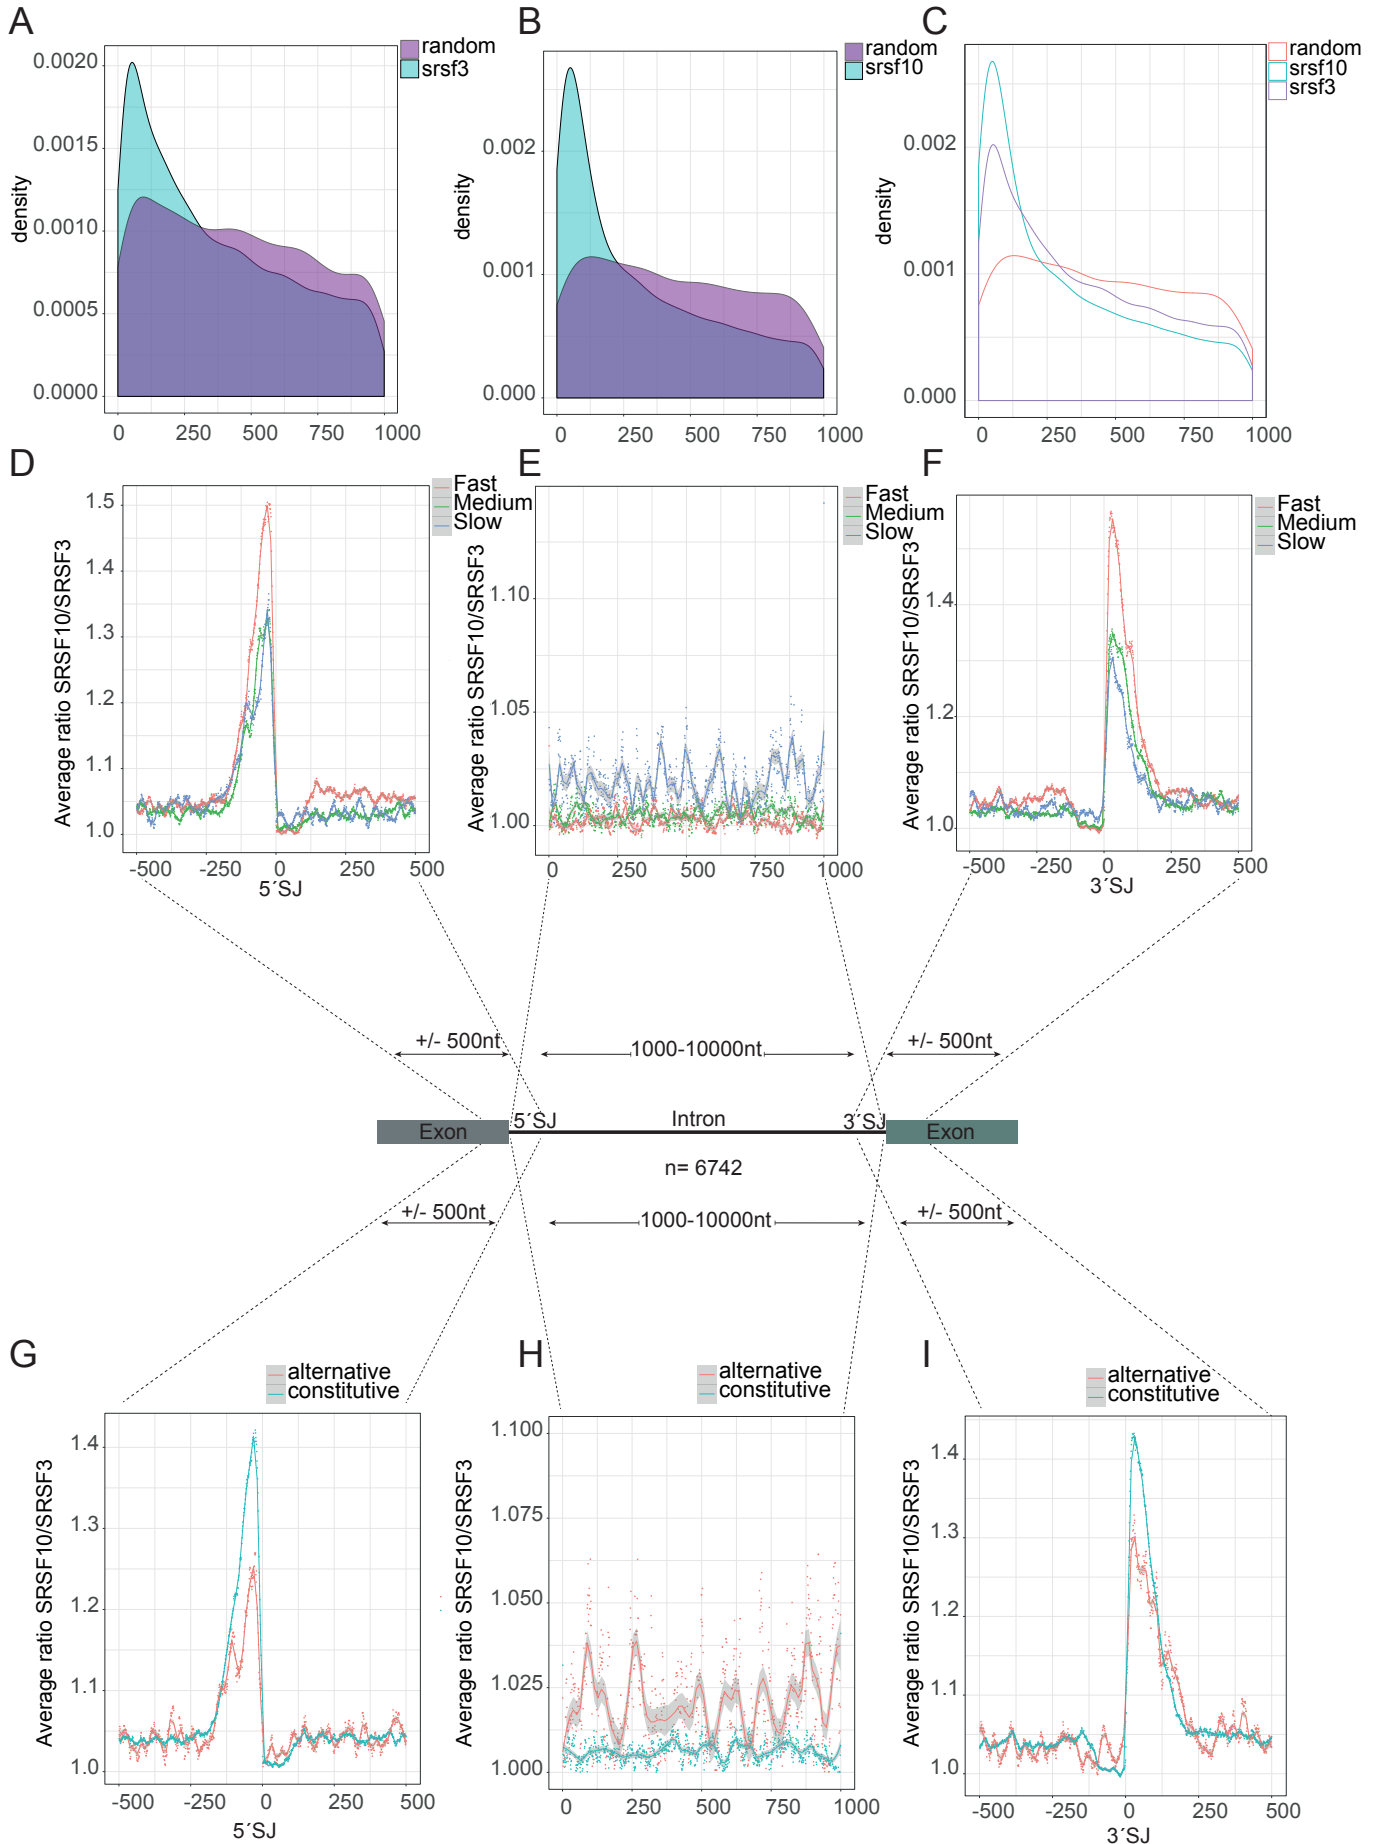 A
random
srsf3
density
0.0020
0.0015
0.0010
0.0005
0.0000
0 250 500 750 1000
B
random
srsf10
density
0.002
0.001
0.000
0 250 500 750 1000
C
random
srsf10
srsf3
density
0.002
0.001
0.000
0 250 500 750 1000
D
Fast
Medium
Slow
Average ratio SRSF10/SRSF3
1.5
1.4
1.3
1.2
1.1
1.0
-500 -250 0 250 500
5´SJ
E
Fast
Medium
Slow
Average ratio SRSF10/SRSF3
1.10
1.05
1.00
0 250 500 750 1000
F
Fast
Medium
Slow
Average ratio SRSF10/SRSF3
1.4
1.2
1.0
-500 -250 0 250 500
3´SJ
+/- 500nt 1000-10000nt +/- 500nt
Exon 5´SJ Intron 3´SJ Exon
n= 6742
+/- 500nt 1000-10000nt +/- 500nt
G
alternative
constitutive
Average ratio SRSF10/SRSF3
1.4
1.3
1.2
1.1
1.0
-500 -250 0 250 500
5´SJ
H
alternative
constitutive
Average ratio SRSF10/SRSF3
1.100
1.075
1.050
1.025
1.000
0 250 500 750 1000
I
alternative
constitutive
Average ratio SRSF10/SRSF3
1.4
1.3
1.2
1.1
1.0
-500 -250 0 250 500
3´SJ